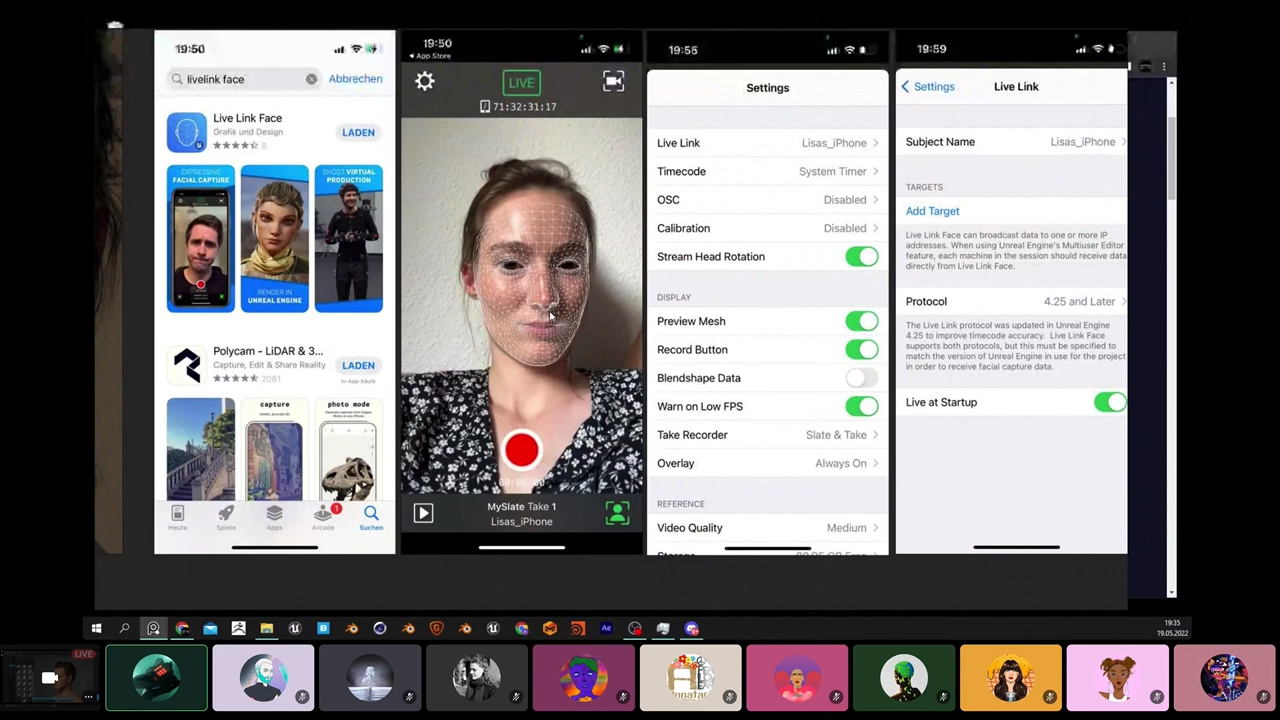 19:50
livelink face
Abbrechen
Live Link Face
Grafik und Design
8
LADEN
EXPRESSIVE
FACIAL CAPTURE
RENDER IN
UNREAL ENGINE
SHOOT VIRTUAL
PRODUCTION
Polycam - LiDAR & 3...
Capture, Edit & Share Reality
2081
LADEN
In-App-Käufe
capture
photo mode
Heute
Spiele
Apps
Arcade
1
Suchen
19:50
App Store
LIVE
71:32:31:17
00:00:00
MySlate Take 1
Lisas_iPhone
19:55
Settings
Live Link Lisas_iPhone
Timecode System Timer
OSC Disabled
Calibration Disabled
Stream Head Rotation
DISPLAY
Preview Mesh
Record Button
Blendshape Data
Warn on Low FPS
Take Recorder Slate & Take
Overlay Always On
REFERENCE
Video Quality Medium
19:59
Settings
Live Link
Subject Name Lisas_iPhone
TARGETS
Add Target
Live Link Face can broadcast data to one or more IP
addresses. When using Unreal Engine's Multiuser Editor
feature, each machine in the session should receive data
directly from Live Link Face.
Protocol 4.25 and Later
The Live Link protocol was updated in Unreal Engine
4.25 to improve timecode accuracy. Live Link Face
supports both protocols, but this must be specified to
match the version of Unreal Engine in use for the project
in order to receive facial capture data.
Live at Startup
Ae
19:35
19.05.2022
LIVE